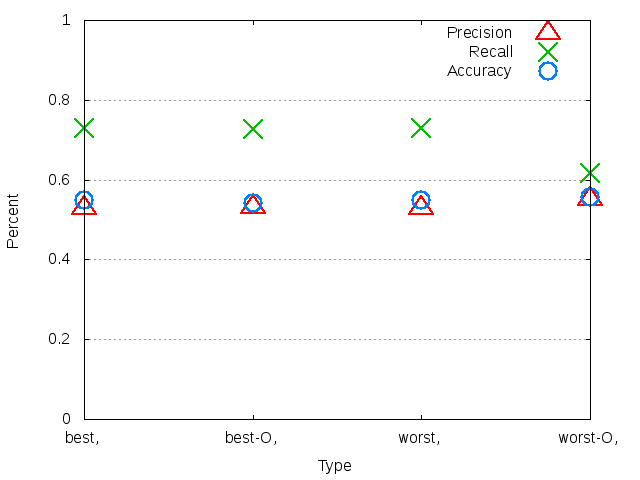 1
Precision
Recall
Accuracy
0.8
0.6
0.4
0.2
0
Percent
best,
best-O,
worst,
worst-O,
Type